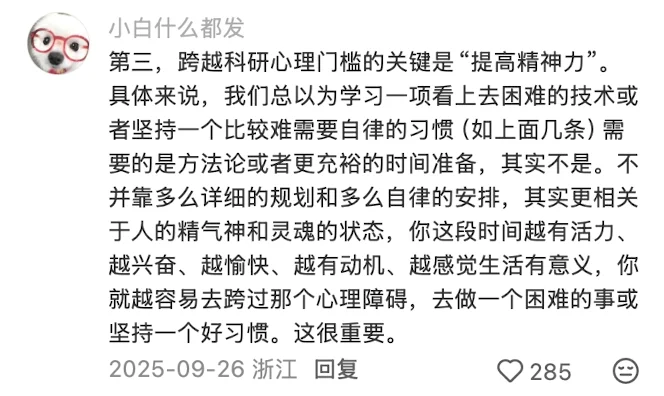 小白什么都发
第三，跨越科研心理门槛的关键是“提高精神力”。
具体来说，我们总以为学习一项看上去困难的技术或
者坚持一个比较难需要自律的习惯（如上面几条）需
要的是方法论或者更充裕的时间准备，其实不是。不
并靠多么详细的规划和多么自律的安排，其实更相关
于人的精气神和灵魂的状态，你这段时间越有活力、
越兴奋、越愉快、越有动机、越感觉生活有意义，你
就越容易去跨过那个心理障碍，去做一个困难的事或
坚持一个好习惯。这很重要。
2025-09-26 浙江 回复 285